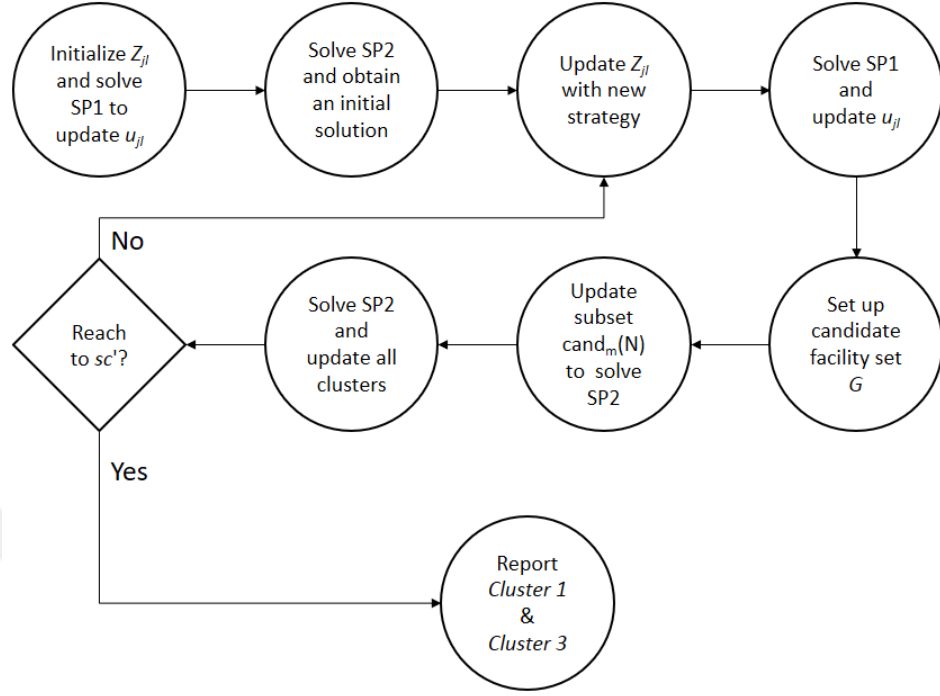 Initialize Z_jl
and solve
SP1 to
update u_jl
Solve SP2
and obtain
an initial
solution
Update Z_jl
with new
strategy
Solve SP1
and
update u_jl
Set up
candidate
facility set
G
Update
subset
cand_m(N)
to solve
SP2
Solve SP2
and
update all
clusters
Reach
to sc'?
No
Yes
Report
Cluster 1
&
Cluster 3